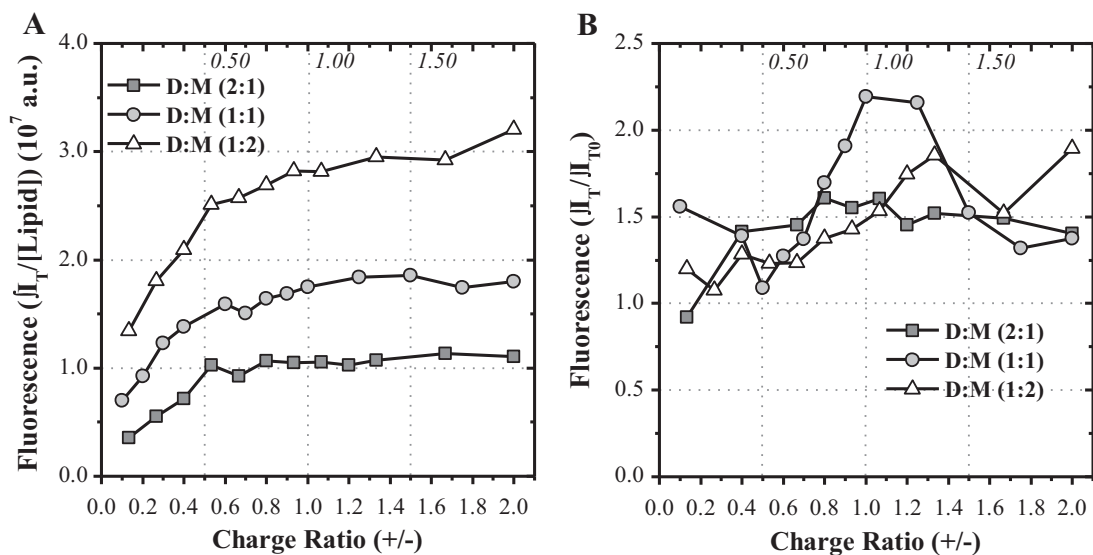 A
Fluorescence (∫I_T/[Lipid]) (10^7 a.u.)
4.0
3.0
2.0
1.0
0.0
0.50 1.00 1.50
D:M (2:1)
D:M (1:1)
D:M (1:2)
0.0 0.2 0.4 0.6 0.8 1.0 1.2 1.4 1.6 1.8 2.0
Charge Ratio (+/-)
B
Fluorescence (∫I_T/∫I_T0)
2.5
2.0
1.5
1.0
0.5
0.0
0.50 1.00 1.50
D:M (2:1)
D:M (1:1)
D:M (1:2)
0.0 0.2 0.4 0.6 0.8 1.0 1.2 1.4 1.6 1.8 2.0
Charge Ratio (+/-)